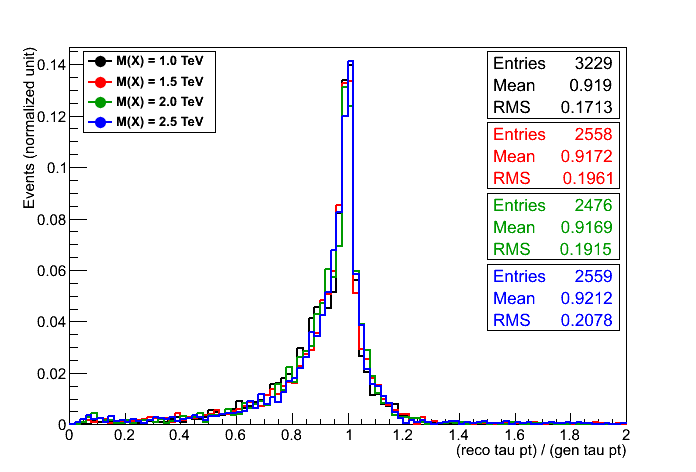 Events (normalized unit)
0.14
0.12
0.1
0.08
0.06
0.04
0.02
0
M(X) = 1.0 TeV
M(X) = 1.5 TeV
M(X) = 2.0 TeV
M(X) = 2.5 TeV
Entries 3229
Mean 0.919
RMS 0.1713
Entries 2558
Mean 0.9172
RMS 0.1961
Entries 2476
Mean 0.9169
RMS 0.1915
Entries 2559
Mean 0.9212
RMS 0.2078
0 0.2 0.4 0.6 0.8 1 1.2 1.4 1.6 1.8 2
(reco tau pt) / (gen tau pt)